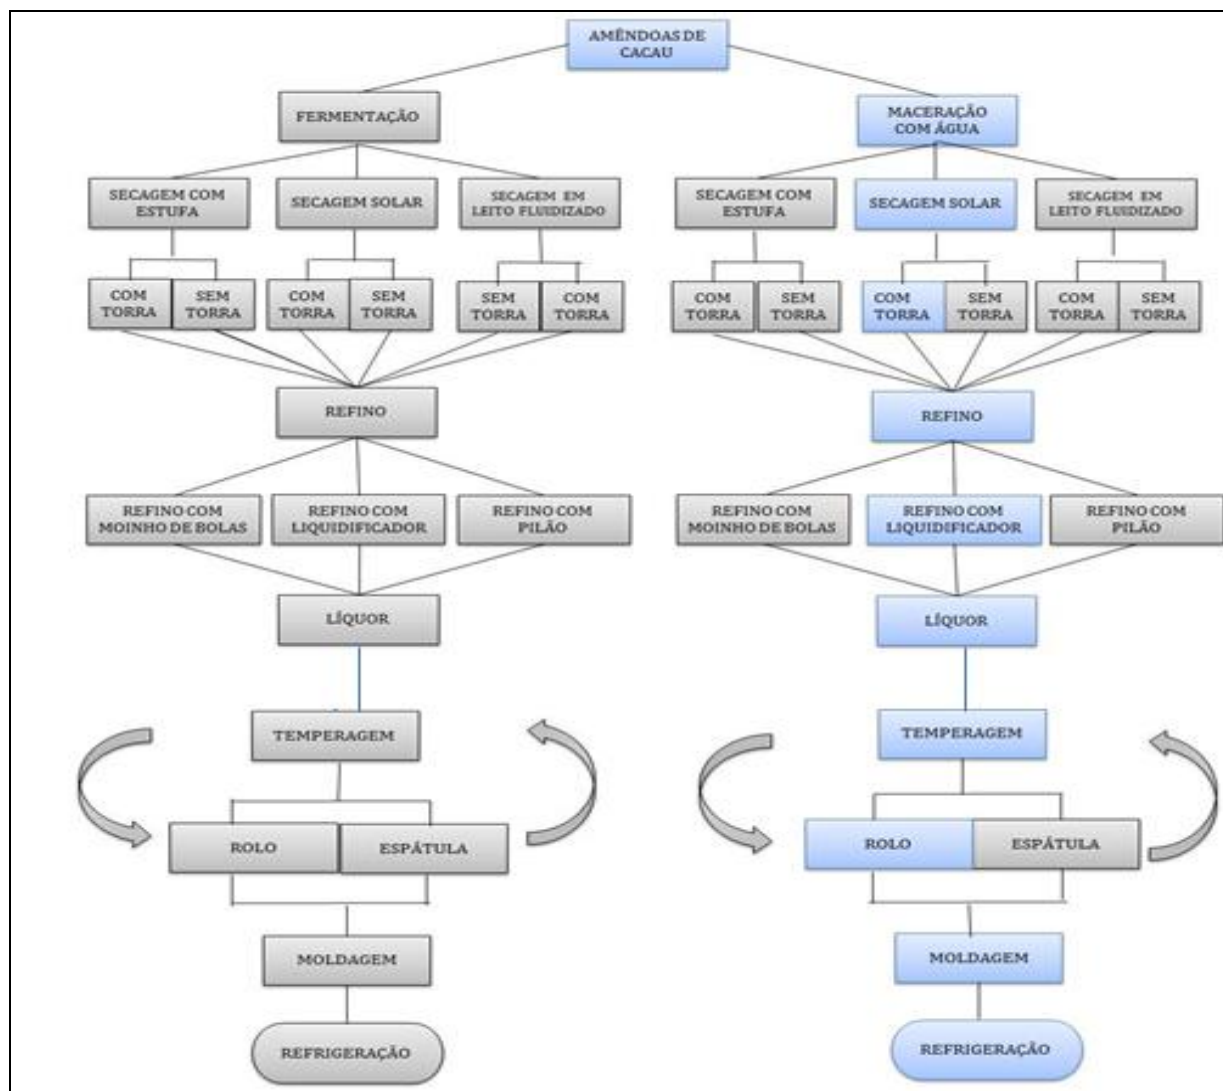 AMÊNDOAS DE
CACAU
FERMENTAÇÃO
MACERAÇÃO
COM ÁGUA
SECAGEM COM
ESTUFA
SECAGEM SOLAR
SECAGEM EM
LEITO FLUIDIZADO
SECAGEM COM
ESTUFA
SECAGEM SOLAR
SECAGEM EM
LEITO FLUIDIZADO
COM
TORRA
SEM
TORRA
COM
TORRA
SEM
TORRA
SEM
TORRA
COM
TORRA
COM
TORRA
SEM
TORRA
COM
TORRA
SEM
TORRA
COM
TORRA
SEM
TORRA
REFINO
REFINO
REFINO COM
MOINHO DE BOLAS
REFINO COM
LIQUIDIFICADOR
REFINO COM
PILÃO
REFINO COM
MOINHO DE BOLAS
REFINO COM
LIQUIDIFICADOR
REFINO COM
PILÃO
LÍQUOR
LÍQUOR
TEMPERAGEM
TEMPERAGEM
ROLO
ESPÁTULA
ROLO
ESPÁTULA
MOLDAGEM
MOLDAGEM
REFRIGERAÇÃO
REFRIGERAÇÃO